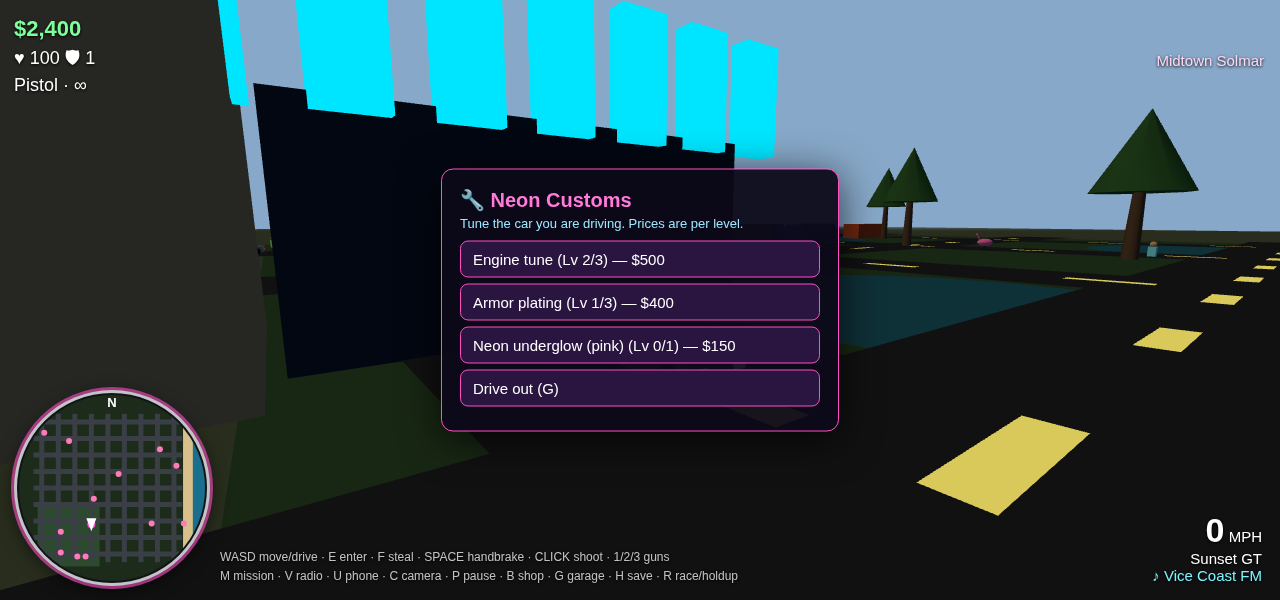 $2,400
♥ 100 🛡 1
Pistol · ∞
Midtown Solmar
🔧 Neon Customs
Tune the car you are driving. Prices are per level.
Engine tune (Lv 2/3) — $500
Armor plating (Lv 1/3) — $400
Neon underglow (pink) (Lv 0/1) — $150
Drive out (G)
N
WASD move/drive · E enter · F steal · SPACE handbrake · CLICK shoot · 1/2/3 guns
M mission · V radio · U phone · C camera · P pause · B shop · G garage · H save · R race/holdup
0 MPH
Sunset GT
♪ Vice Coast FM